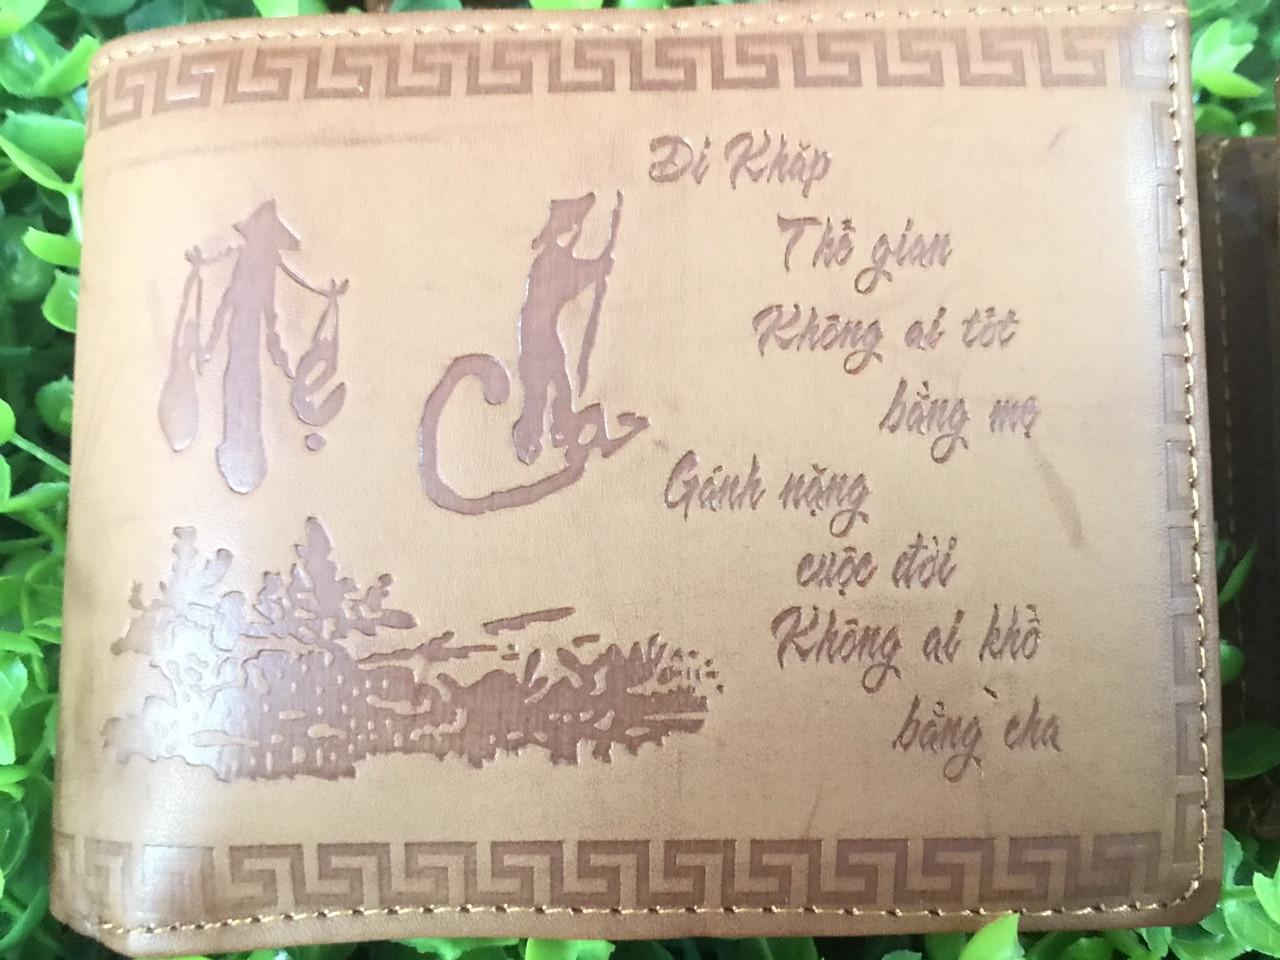 Mẹ Cha
Đi Khắp
Thế gian
Không ai tốt
bằng mẹ
Gánh nặng
cuộc đời
Không ai khổ
bằng cha